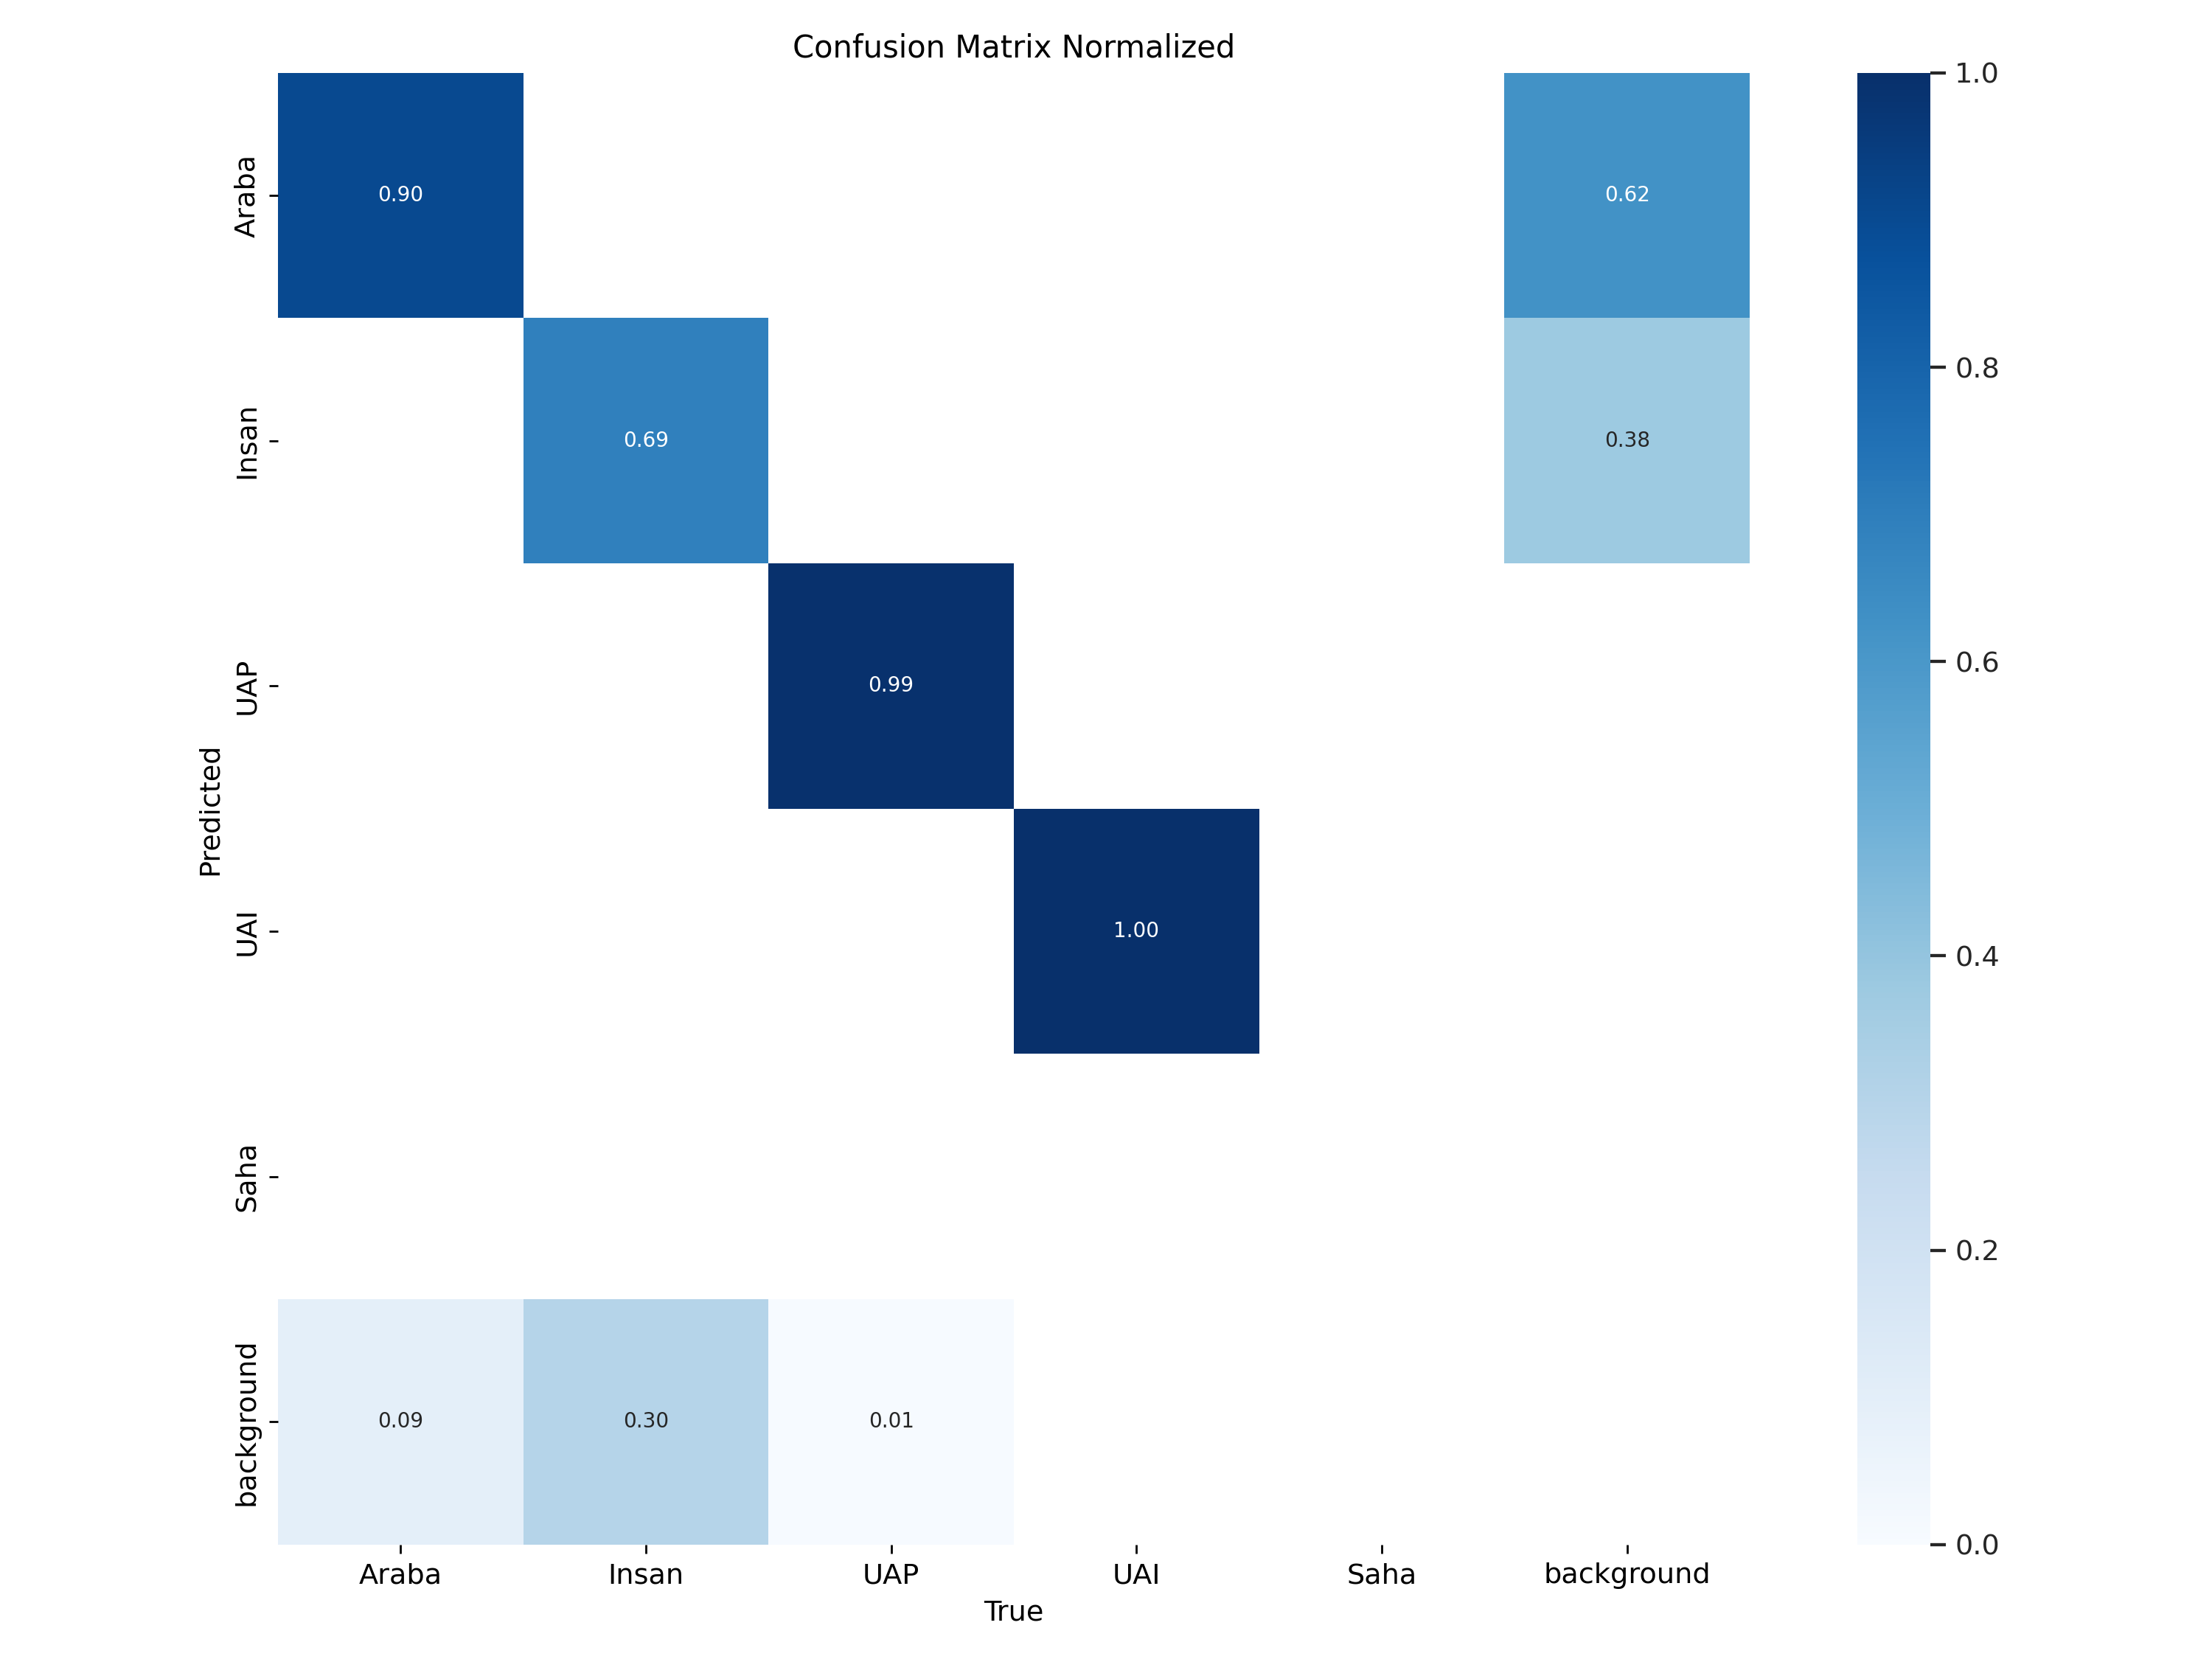 Confusion Matrix Normalized
Araba
0.90
0.62
1.0
Insan
0.69
0.38
0.8
UAP
0.99
0.6
Predicted
UAI
1.00
0.4
Saha
0.2
background
0.09
0.30
0.01
0.0
Araba Insan UAP UAI Saha background
True